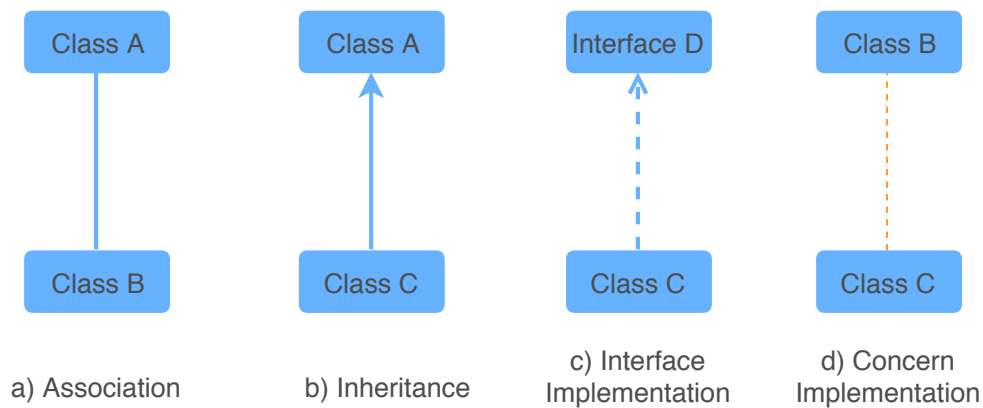 Class A
Class A
Interface D
Class B
Class B
Class C
Class C
Class C
a) Association
b) Inheritance
c) Interface
Implementation
d) Concern
Implementation